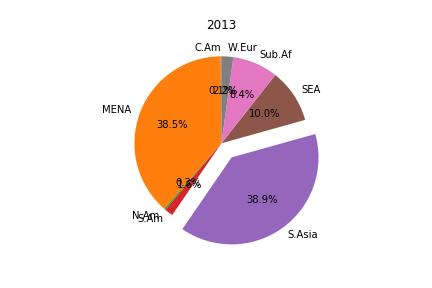 2013
C.Am
W.Eur
Sub.Af
SEA
MENA
8.4%
10.0%
38.5%
1.6%
38.9%
N.Am
S.Am
S.Asia